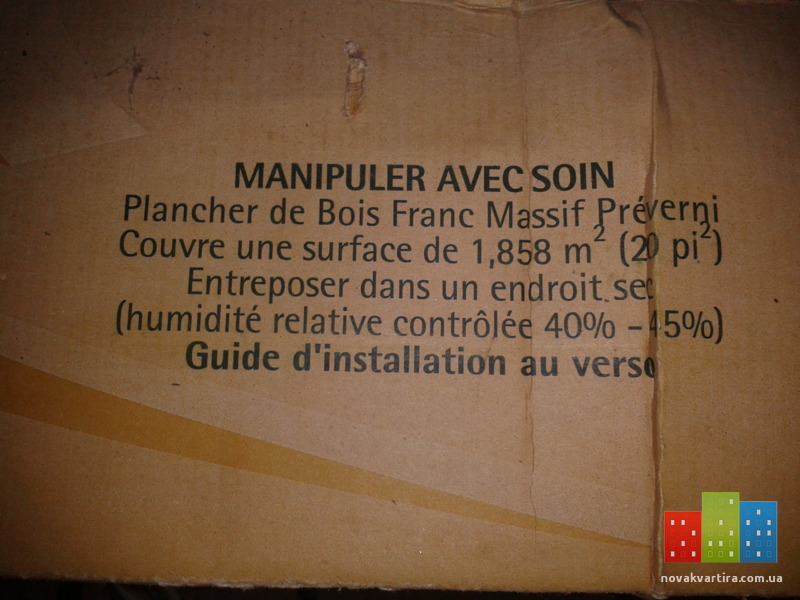 MANIPULER AVEC SOIN
Plancher de Bois Franc Massif Préverni
Couvre une surface de 1,858 m² (20 pi²)
Entreposer dans un endroit sec
(humidité relative contrôlée 40% - 45%)
Guide d'installation au verso
novakvartira.com.ua